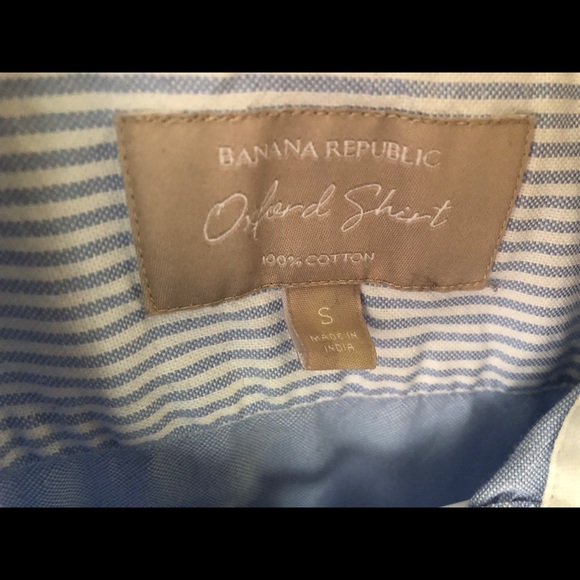 BANANA REPUBLIC
Oxford Shirt
100% COTTON
S
MADE IN
INDIA